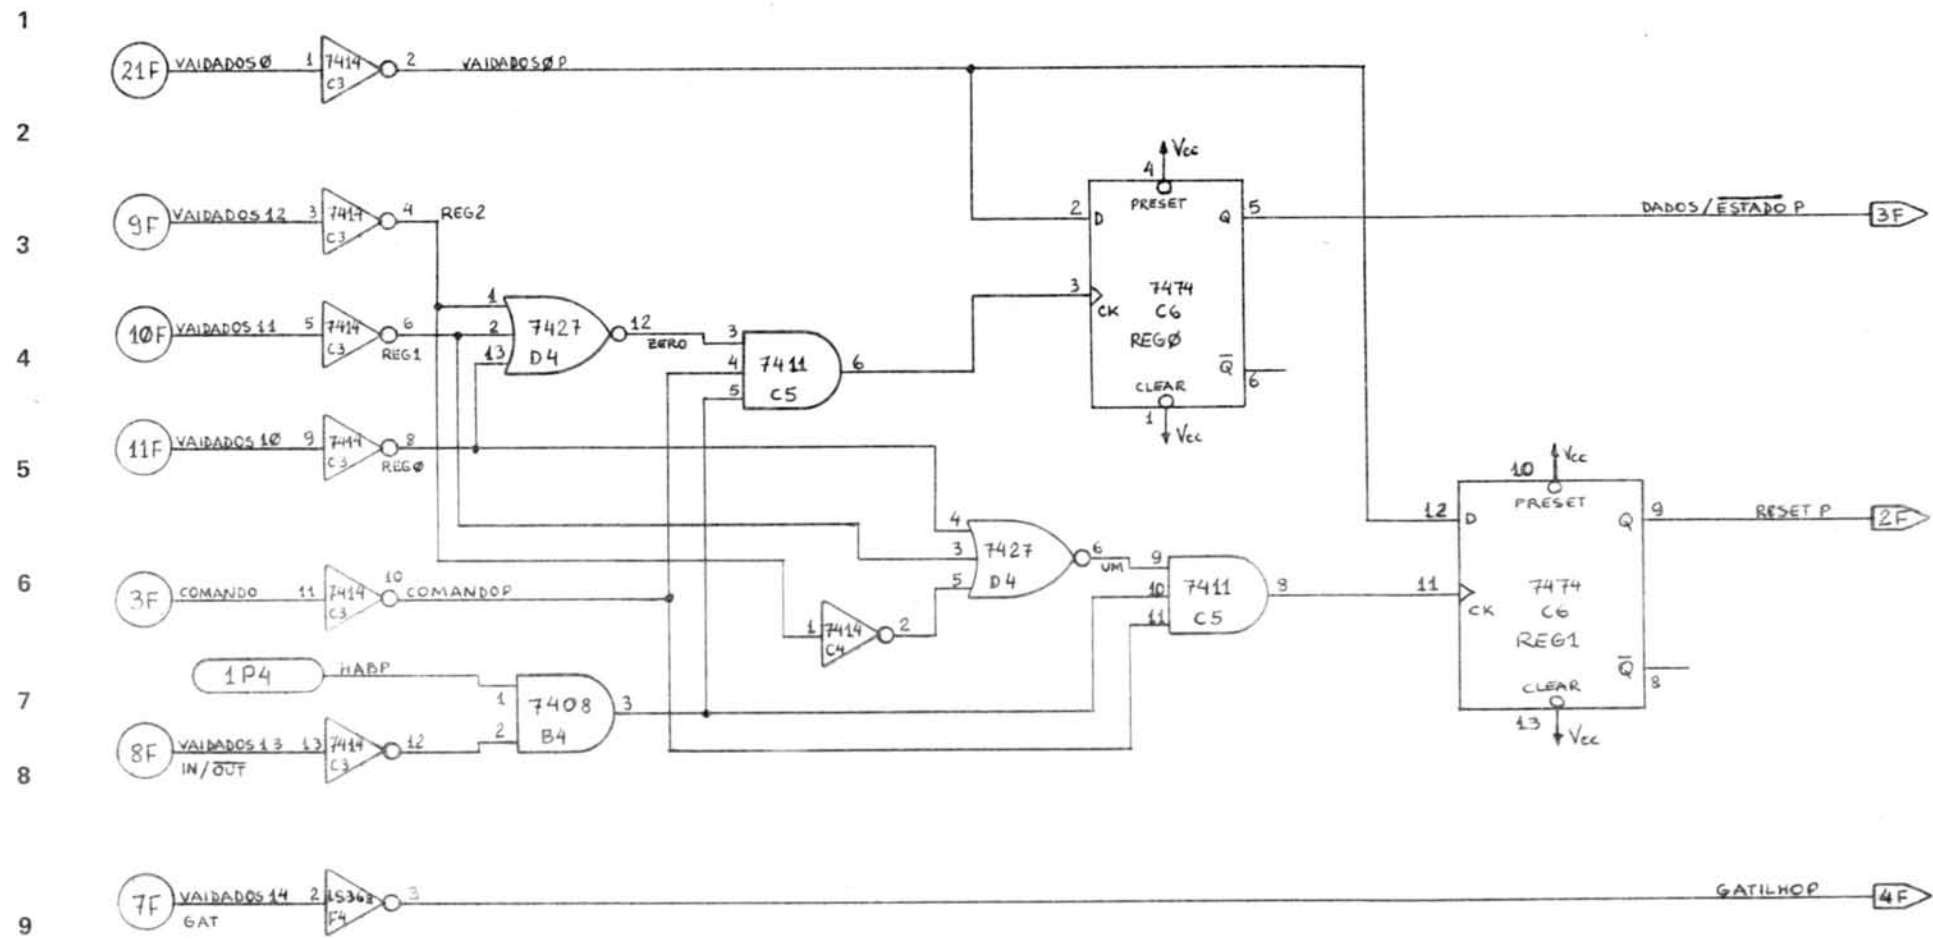 1
21F VAIDADOSØ 1 7414 C3 2 VAIDADOSØP
2
4 Vcc
PRESET
9F VAIDADOS12 3 7414 C3 4 REG2
2 D Q 5 DADOS/ESTADO P 3F
3
3 CK 7474 C6 REGØ
10F VAIDADOS11 5 7414 C3 6 REG1
1 2 13 7427 D4 12 ZERO
4
3 4 5 7411 C5 6
Q 6
CLEAR
1 Vcc
11F VAIDADOS 10 9 7414 C3 8 REGØ
5
10 Vcc
PRESET
12 D Q 9 RESET P 2F
4 3 5 7427 D4 6 UM
9 10 11 7411 C5 8
6
3F COMANDO 11 7414 C3 10 COMANDOP
11 CK 7474 C6 REG1
1 7414 C4 2
1P4 HABP
Q 8
CLEAR
13 Vcc
7
1 2 7408 B4 3
8F VAIDADOS 13 13 7414 C3 12
IN/OUT
8
7F VAIDADOS14 2 F4 3 GATILHOP 4F
GAT
9